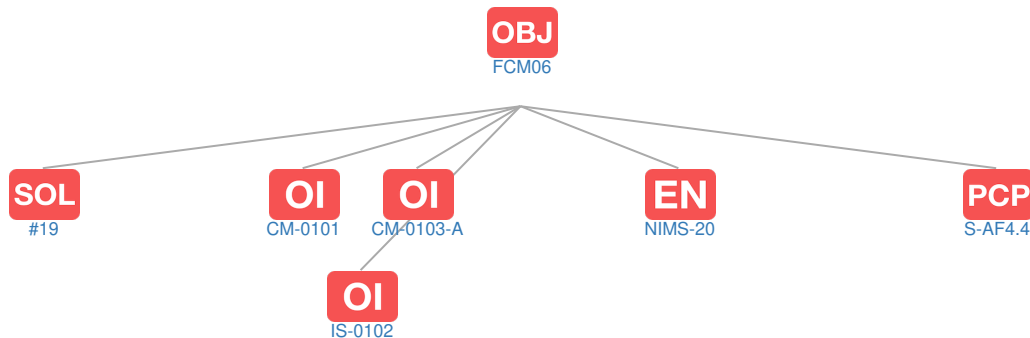 OBJ
FCM06
SOL
#19
OI
CM-0101
OI
CM-0103-A
EN
NIMS-20
PCP
S-AF4.4
OI
IS-0102